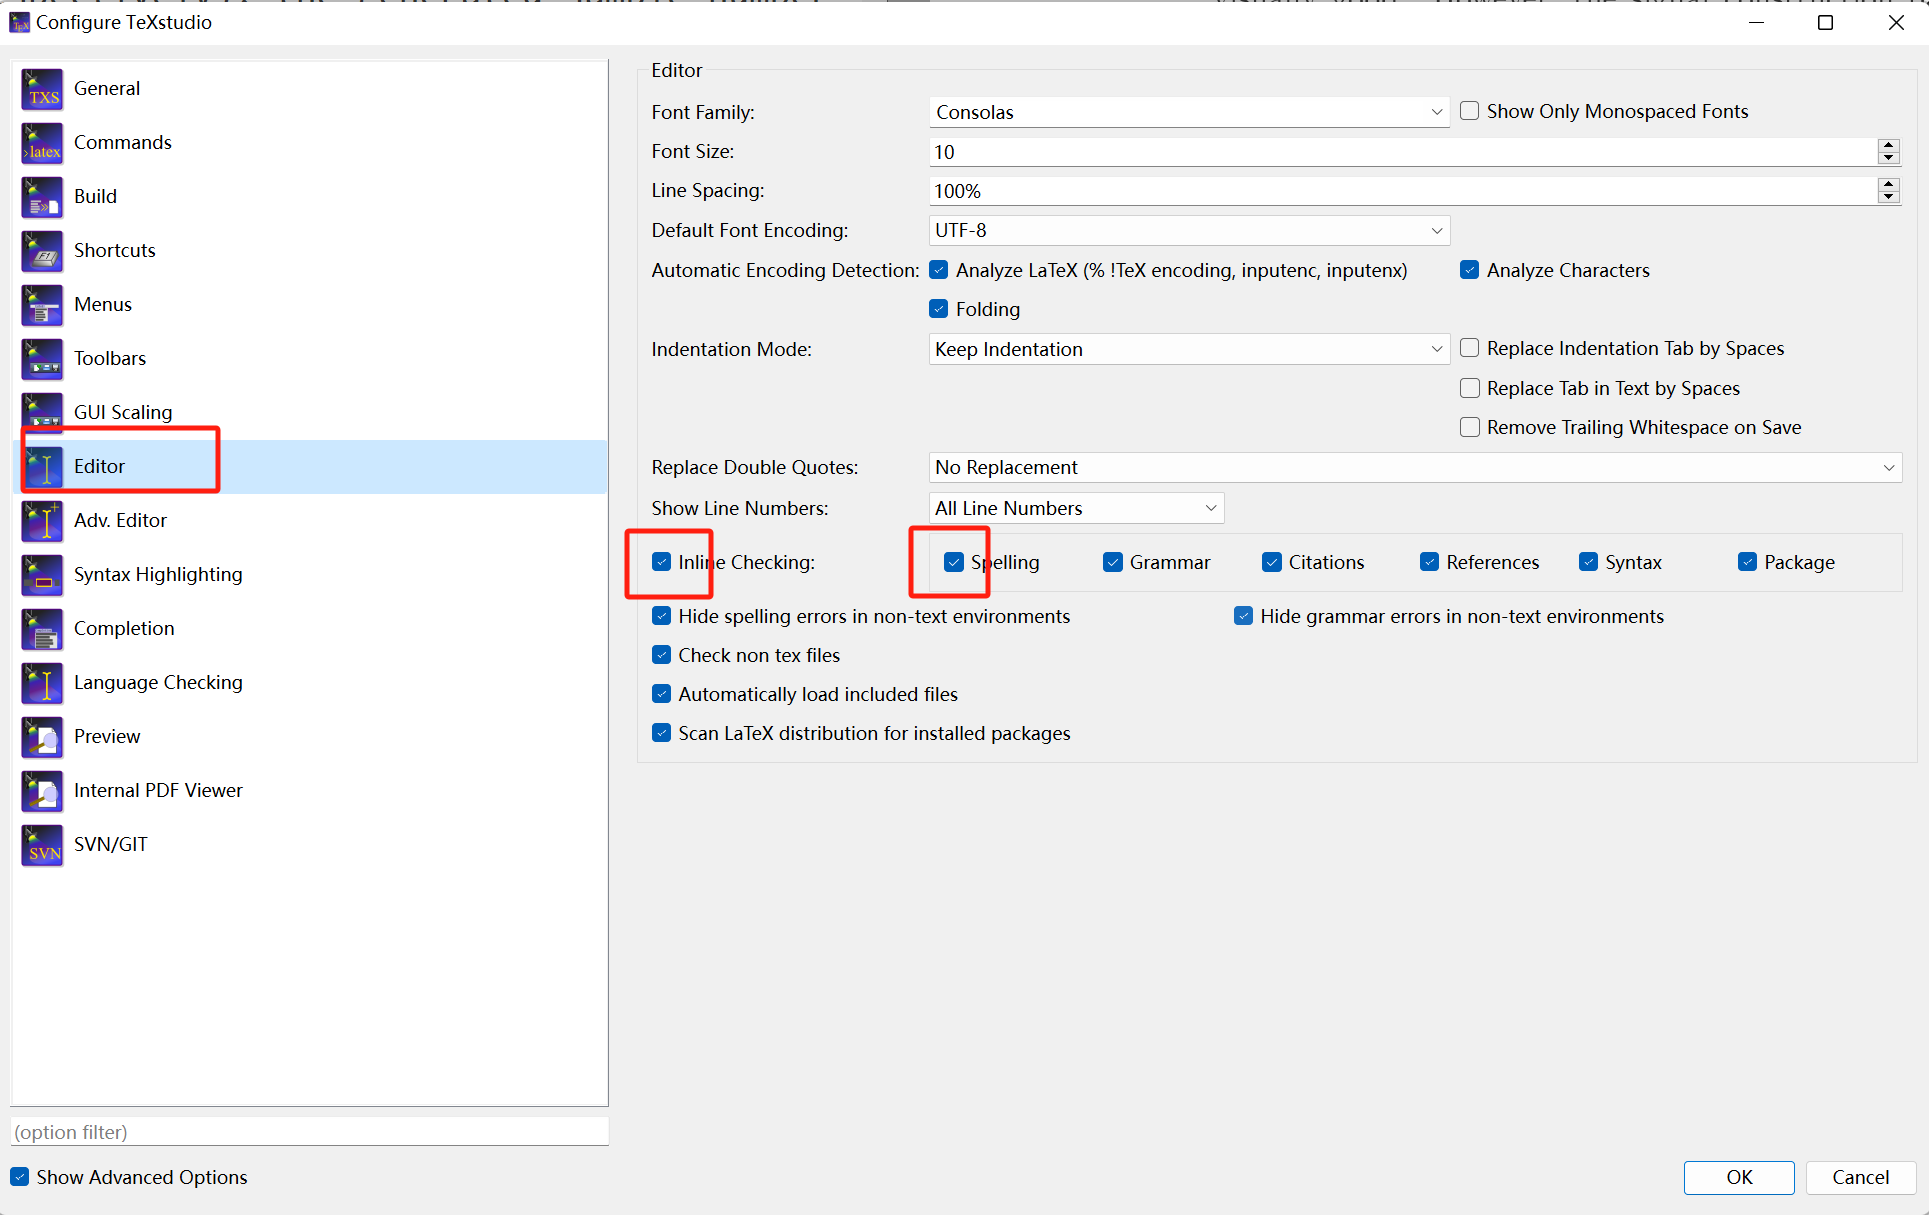 Configure TeXstudio
General
Commands
Build
Shortcuts
Menus
Toolbars
GUI Scaling
Editor
Adv. Editor
Syntax Highlighting
Completion
Language Checking
Preview
Internal PDF Viewer
SVN/GIT
(option filter)
Show Advanced Options
Editor
Font Family: Consolas Show Only Monospaced Fonts
Font Size: 10
Line Spacing: 100%
Default Font Encoding: UTF-8
Automatic Encoding Detection: Analyze LaTeX (% !TeX encoding, inputenc, inputenx) Analyze Characters
Folding
Indentation Mode: Keep Indentation Replace Indentation Tab by Spaces
Replace Tab in Text by Spaces
Remove Trailing Whitespace on Save
Replace Double Quotes: No Replacement
Show Line Numbers: All Line Numbers
Inline Checking: Spelling Grammar Citations References Syntax Package
Hide spelling errors in non-text environments Hide grammar errors in non-text environments
Check non tex files
Automatically load included files
Scan LaTeX distribution for installed packages
OK Cancel